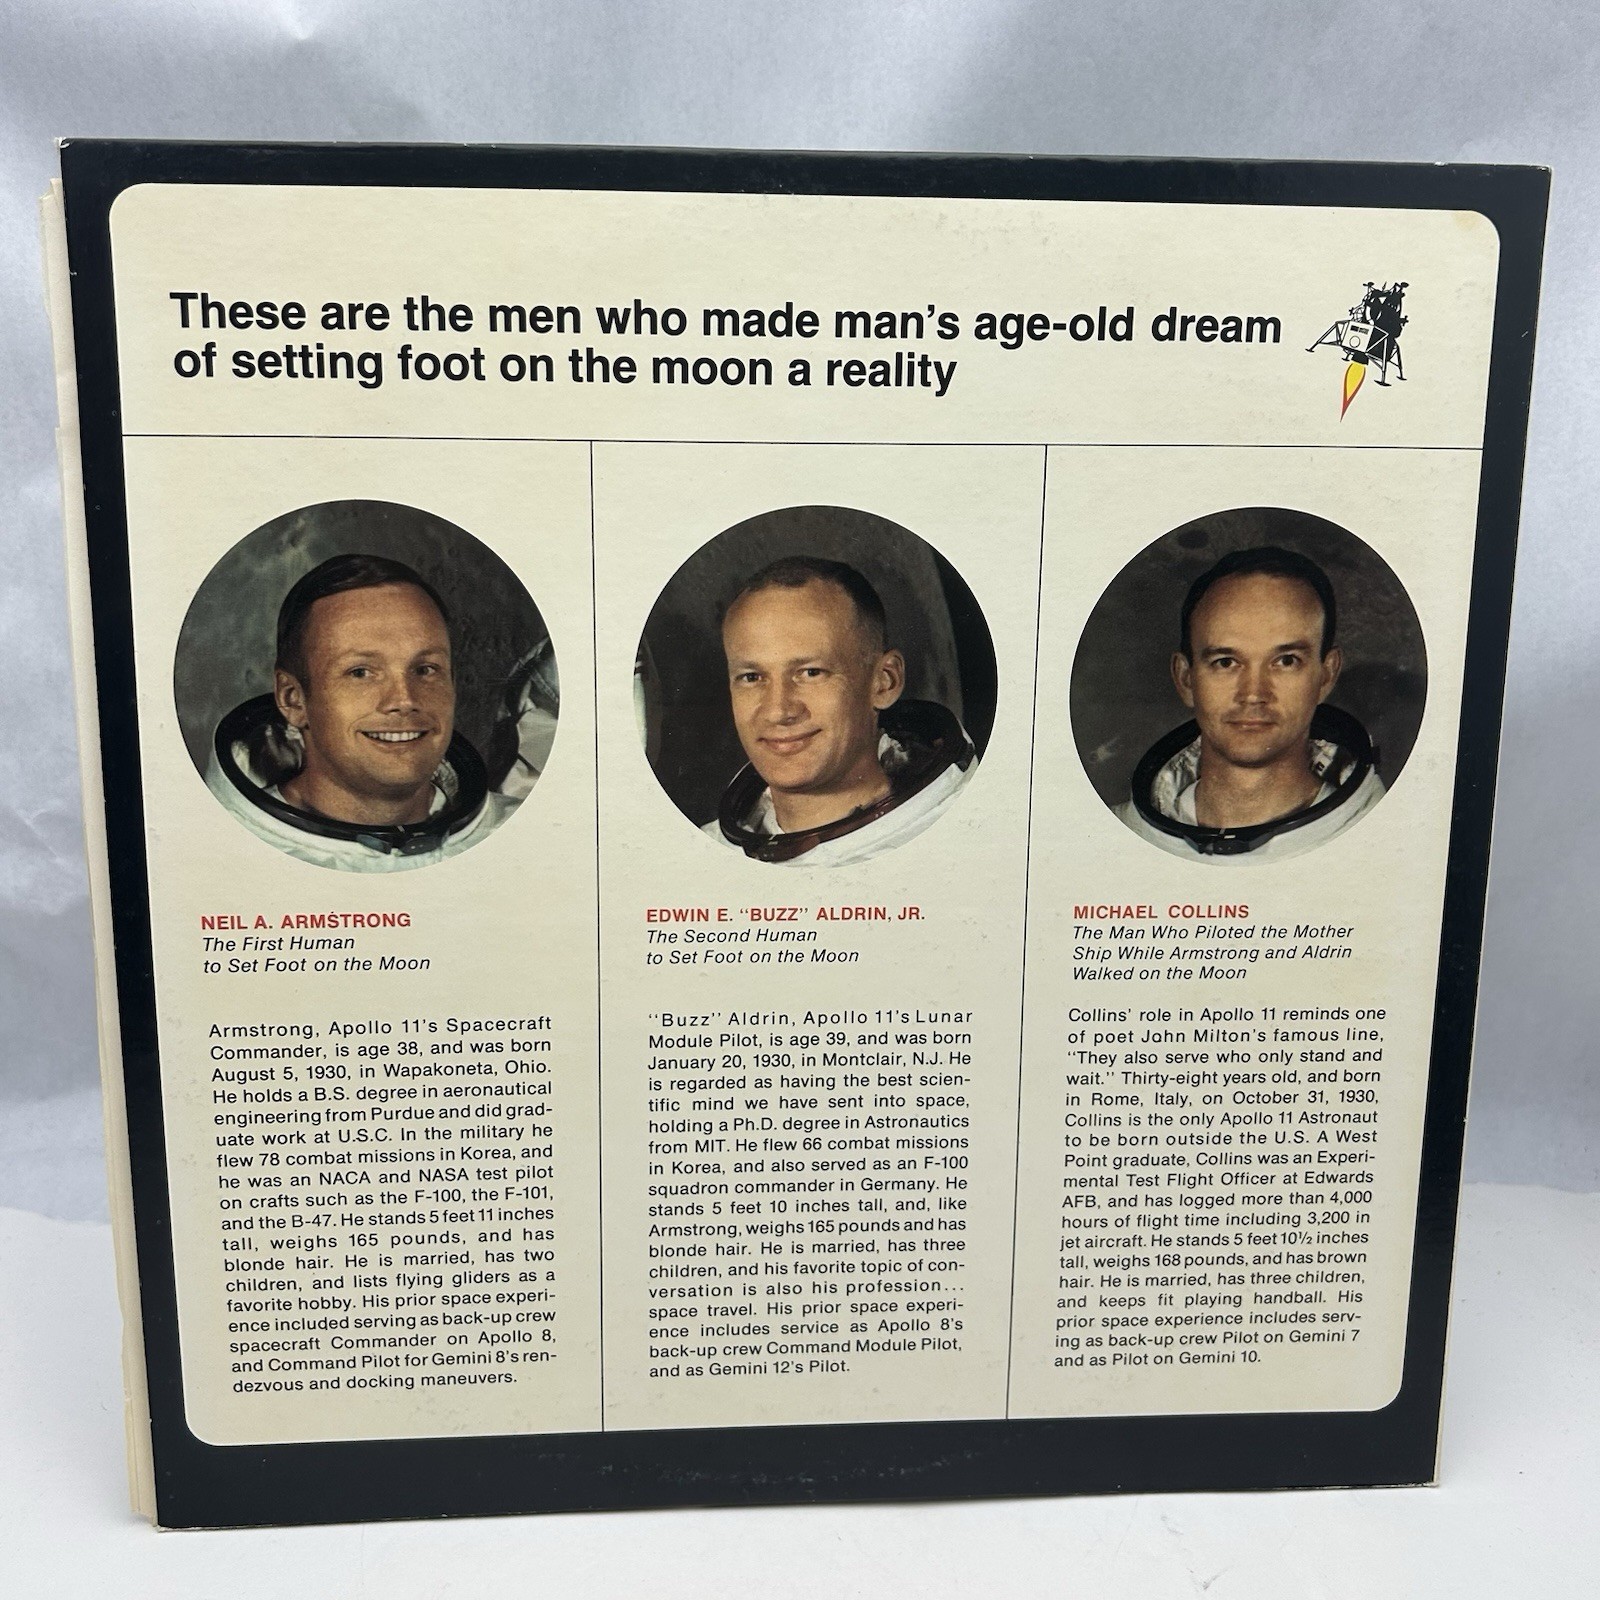 These are the men who made man's age-old dream
of setting foot on the moon a reality
NEIL A. ARMSTRONG
The First Human
to Set Foot on the Moon
Armstrong, Apollo 11's Spacecraft
Commander, is age 38, and was born
August 5, 1930, in Wapakoneta, Ohio.
He holds a B.S. degree in aeronautical
engineering from Purdue and did grad-
uate work at U.S.C. In the military he
flew 78 combat missions in Korea, and
he was an NACA and NASA test pilot
on crafts such as the F-100, the F-101,
and the B-47. He stands 5 feet 11 inches
tall, weighs 165 pounds, and has
blonde hair. He is married, has two
children, and lists flying gliders as a
favorite hobby. His prior space experi-
ence included serving as back-up crew
spacecraft Commander on Apollo 8,
and Command Pilot for Gemini 8's ren-
dezvous and docking maneuvers.
EDWIN E. "BUZZ" ALDRIN, JR.
The Second Human
to Set Foot on the Moon
"Buzz" Aldrin, Apollo 11's Lunar
Module Pilot, is age 39, and was born
January 20, 1930, in Montclair, N.J. He
is regarded as having the best scien-
tific mind we have sent into space,
holding a Ph.D. degree in Astronautics
from MIT. He flew 66 combat missions
in Korea, and also served as an F-100
squadron commander in Germany. He
stands 5 feet 10 inches tall, and, like
Armstrong, weighs 165 pounds and has
blonde hair. He is married, has three
children, and his favorite topic of con-
versation is also his profession...
space travel. His prior space experi-
ence includes service as Apollo 8's
back-up crew Command Module Pilot,
and as Gemini 12's Pilot.
MICHAEL COLLINS
The Man Who Piloted the Mother
Ship While Armstrong and Aldrin
Walked on the Moon
Collins' role in Apollo 11 reminds one
of poet John Milton's famous line,
"They also serve who only stand and
wait." Thirty-eight years old, and born
in Rome, Italy, on October 31, 1930,
Collins is the only Apollo 11 Astronaut
to be born outside the U.S. A West
Point graduate, Collins was an Experi-
mental Test Flight Officer at Edwards
AFB, and has logged more than 4,000
hours of flight time including 3,200 in
jet aircraft. He stands 5 feet 10½ inches
tall, weighs 168 pounds, and has brown
hair. He is married, has three children,
and keeps fit playing handball. His
prior space experience includes serv-
ing as back-up crew Pilot on Gemini 7
and as Pilot on Gemini 10.